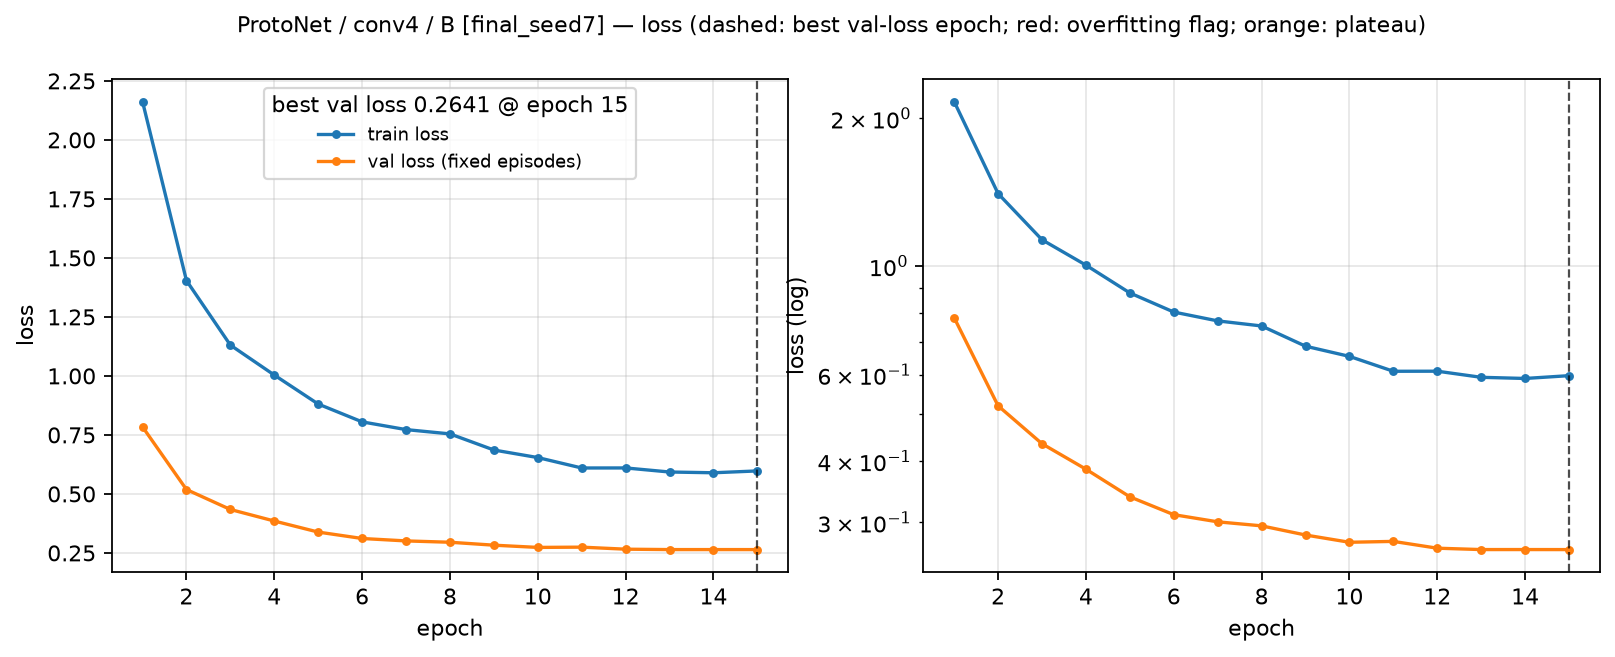 ProtoNet / conv4 / B [final_seed7] — loss (dashed: best val-loss epoch; red: overfitting flag; orange: plateau)
best val loss 0.2641 @ epoch 15
train loss
val loss (fixed episodes)
loss
2.25
2.00
1.75
1.50
1.25
1.00
0.75
0.50
0.25
2 4 6 8 10 12 14
epoch
loss (log)
2 × 10⁰
10⁰
6 × 10⁻¹
4 × 10⁻¹
3 × 10⁻¹
2 4 6 8 10 12 14
epoch